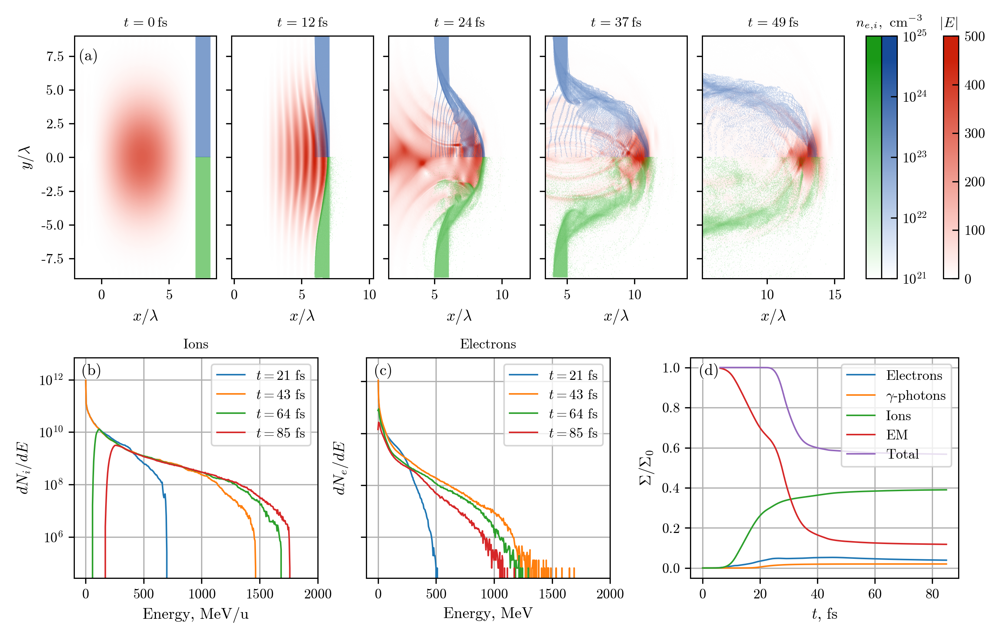 t = 0 fs
t = 12 fs
t = 24 fs
t = 37 fs
t = 49 fs
n_{e,i}, cm^{-3}
|E|
(a)
7.5
5.0
2.5
0.0
-2.5
-5.0
-7.5
y/λ
0 5
0 5 10
5 10
5 10
10 15
x/λ
x/λ
x/λ
x/λ
x/λ
10^{25}
10^{24}
10^{23}
10^{22}
10^{21}
500
400
300
200
100
0
Ions
(b)
t = 21 fs
t = 43 fs
t = 64 fs
t = 85 fs
10^{12}
10^{10}
10^{8}
10^{6}
dN_i/dE
0 500 1000 1500 2000
Energy, MeV/u
Electrons
(c)
t = 21 fs
t = 43 fs
t = 64 fs
t = 85 fs
dN_e/dE
0 500 1000 1500 2000
Energy, MeV
(d)
Electrons
γ-photons
Ions
EM
Total
1.0
0.8
0.6
0.4
0.2
0.0
Σ/Σ_0
0 20 40 60 80
t, fs